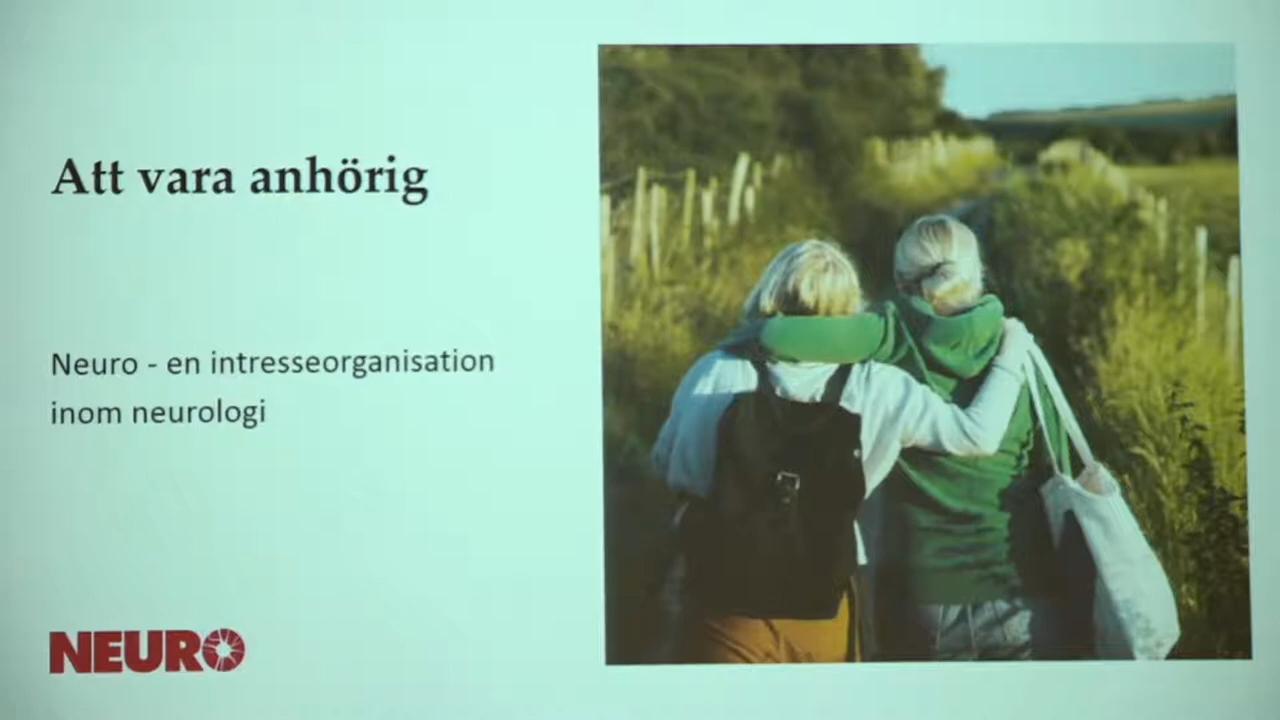 Att vara anhörig
Neuro - en intresseorganisation
inom neurologi
NEURO